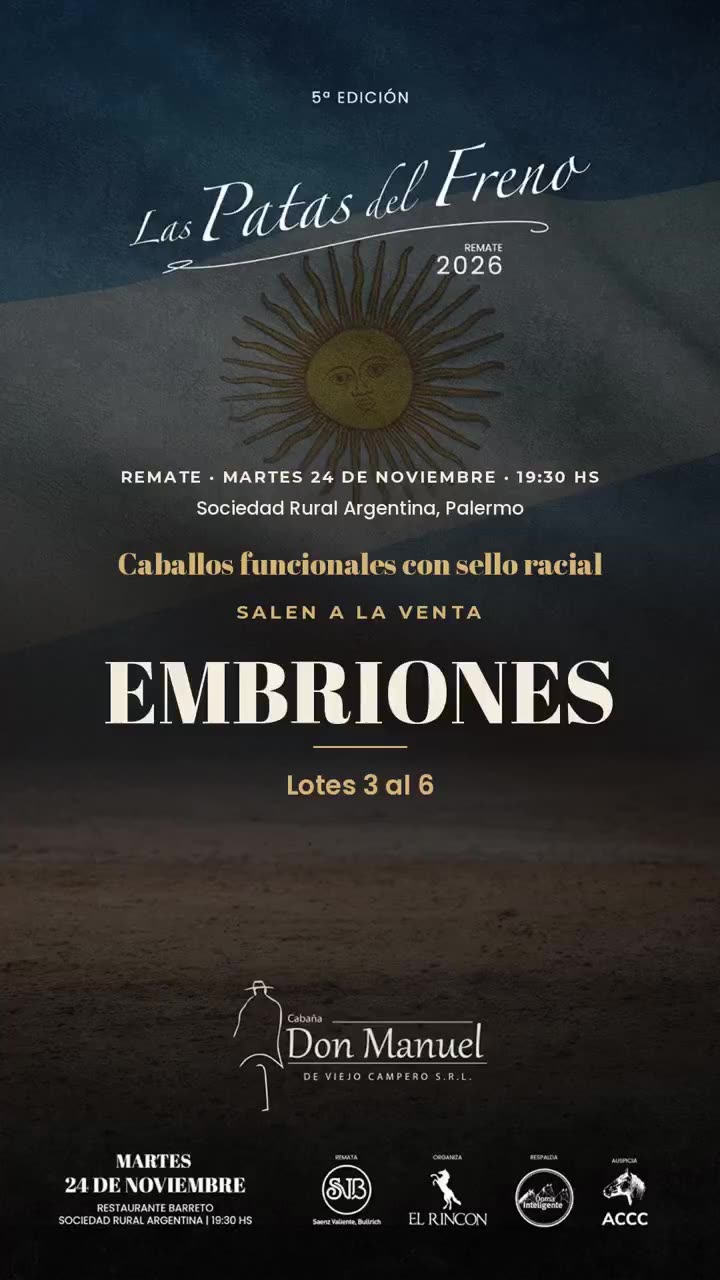 5ª EDICIÓN
Las Patas del Freno
REMATE
2026
REMATE · MARTES 24 DE NOVIEMBRE · 19:30 HS
Sociedad Rural Argentina, Palermo
Caballos funcionales con sello racial
SALEN A LA VENTA
EMBRIONES
Lotes 3 al 6
Cabaña
Don Manuel
DE VIEJO CAMPERO S.R.L.
MARTES
24 DE NOVIEMBRE
RESTAURANTE BARRETO
SOCIEDAD RURAL ARGENTINA | 19:30 HS
REMATA
SVB
Saenz Valiente, Bullrich
ORGANIZA
EL RINCON
RESPALDA
Doma
Inteligente
AUSPICIA
ACCC